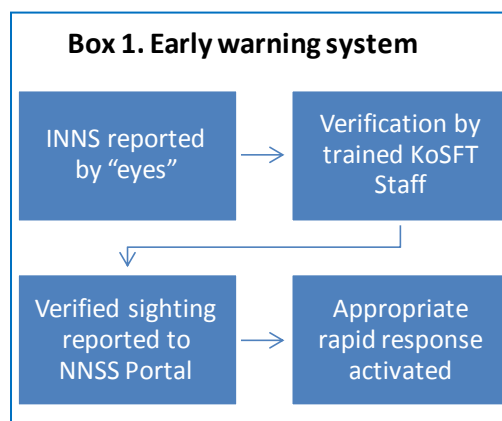 Box 1. Early warning system
INNS reported
by “eyes”
Verification by
trained KoSFT
Staff
Verified sighting
reported to
NNSS Portal
Appropriate
rapid response
activated